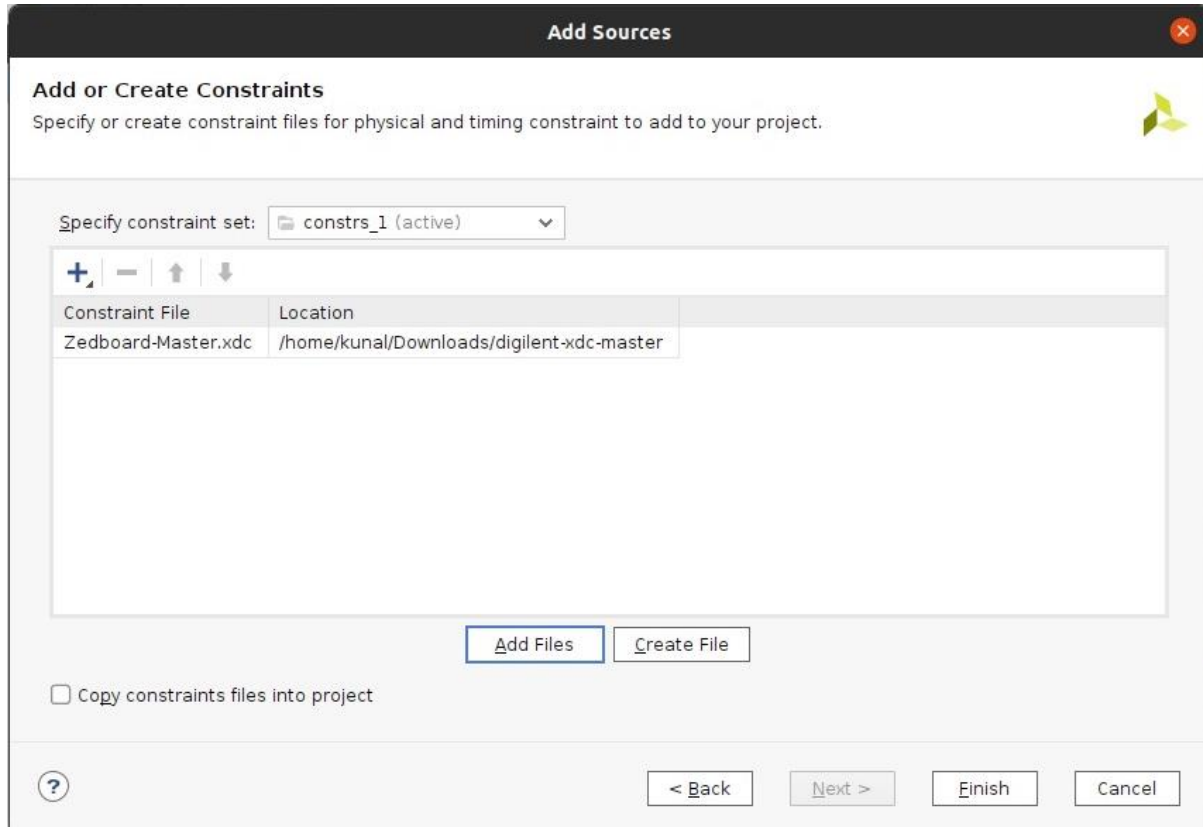 Add Sources
Add or Create Constraints
Specify or create constraint files for physical and timing constraint to add to your project.
Specify constraint set: constrs_1 (active)
Constraint File Location
Zedboard-Master.xdc /home/kunal/Downloads/digilent-xdc-master
Add Files Create File
Copy constraints files into project
? < Back Next > Finish Cancel